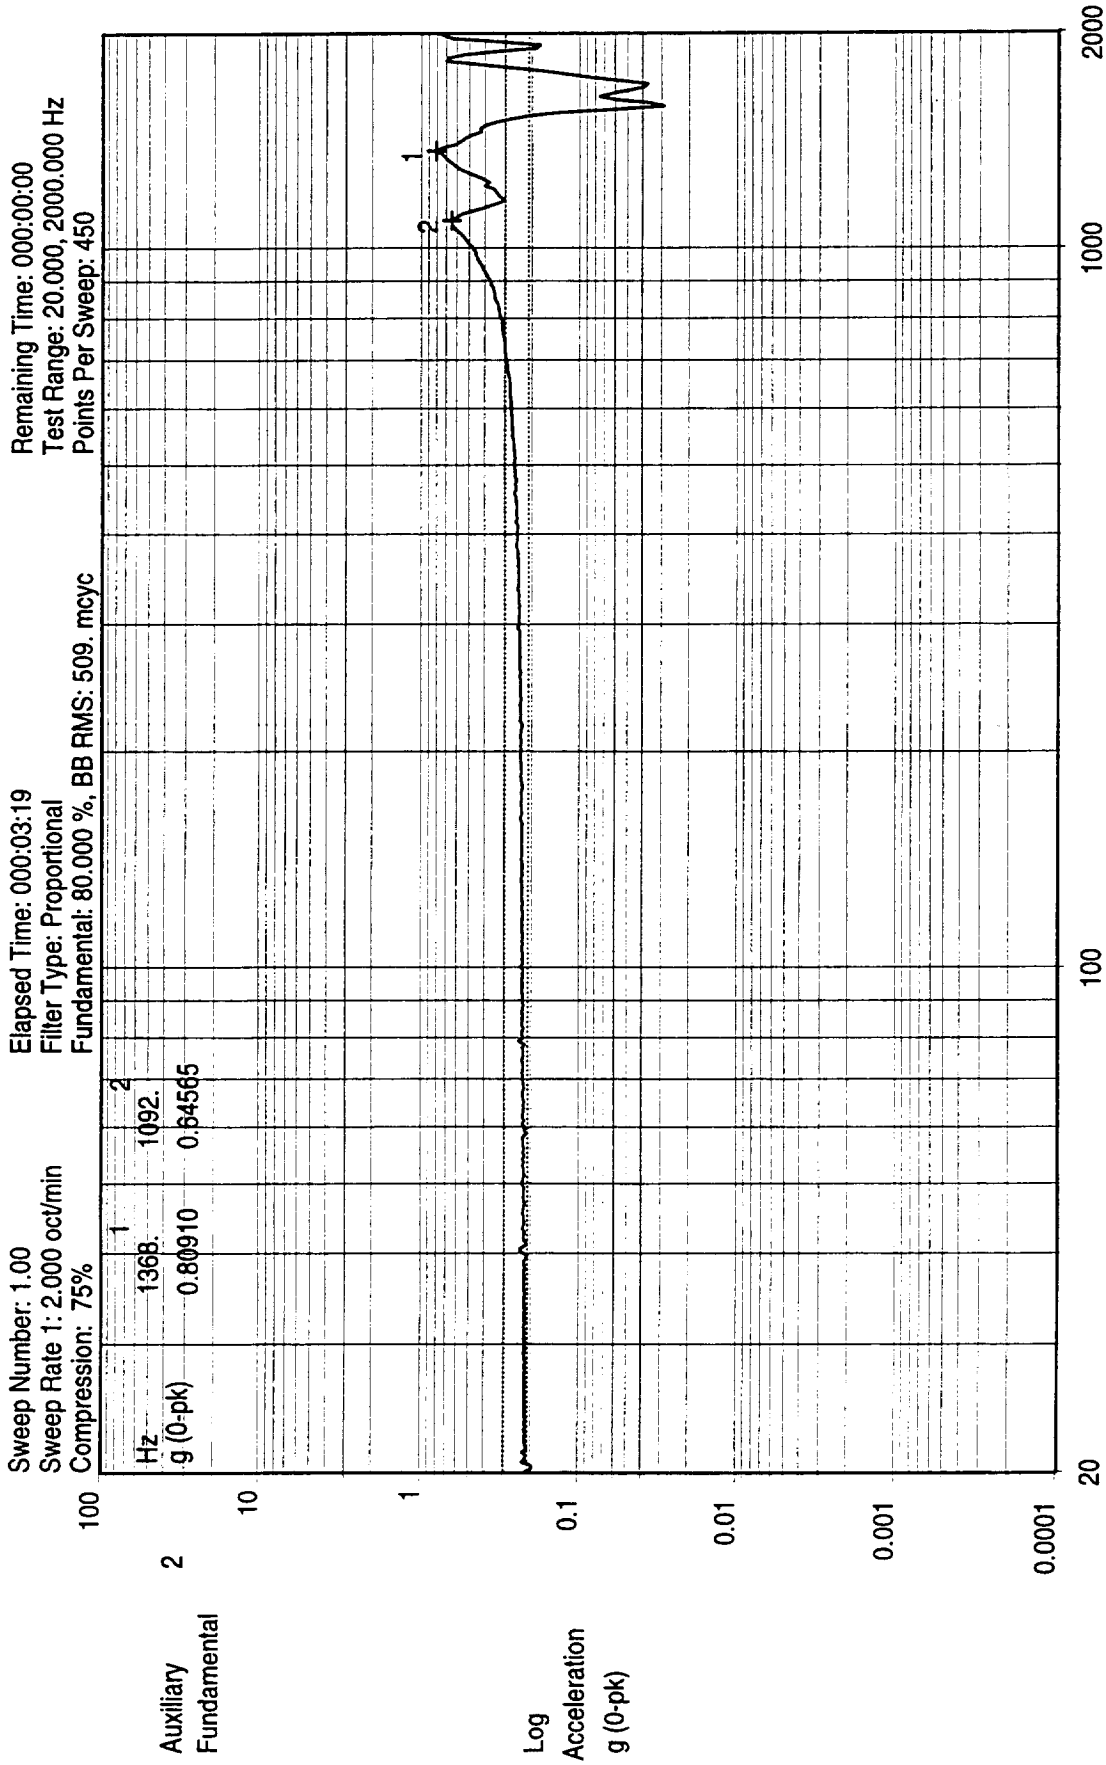 Sweep Number: 1.00
Sweep Rate 1: 2.000 oct/min
Compression: 75%
Elapsed Time: 000:03:19
Filter Type: Proportional
Fundamental: 80.000 %, BB RMS: 509. mcyc
Remaining Time: 000:00:00
Test Range: 20.000, 2000.000 Hz
Points Per Sweep: 450
1 2
Hz 1368. 1092.
g (0-pk) 0.80910 0.64565
Auxiliary 2
Fundamental
Log
Acceleration
g (0-pk)
100
10
1
0.1
0.01
0.001
0.0001
1
2
20 100 1000 2000